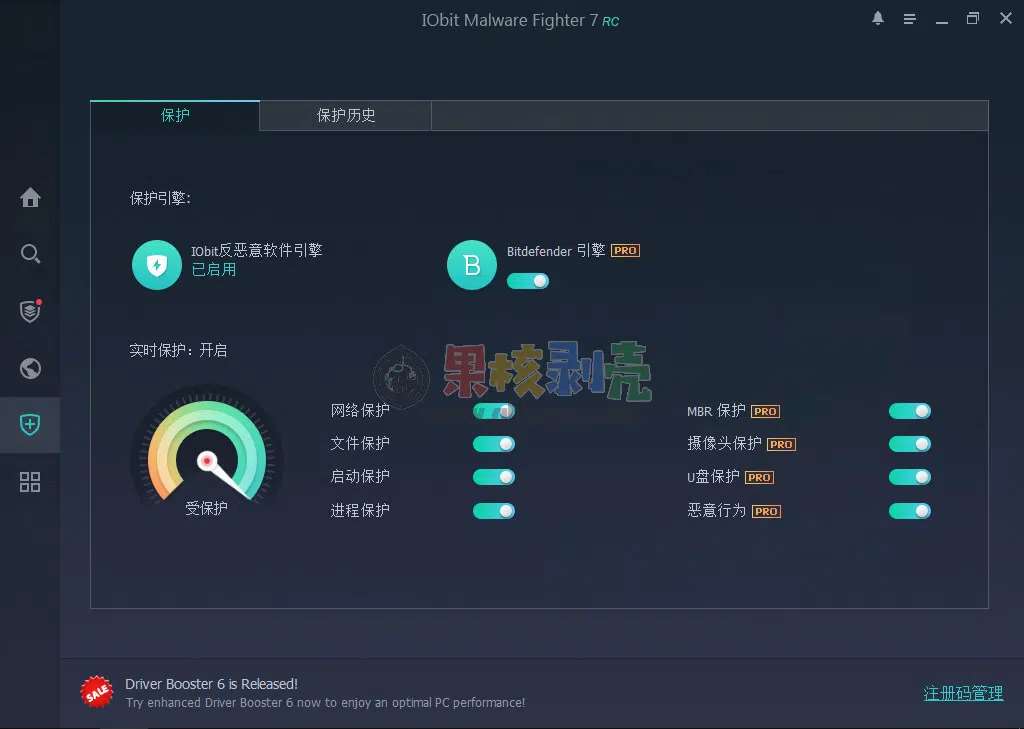 IObit Malware Fighter 7 RC
保护
保护历史
保护引擎：
IObit反恶意软件引擎
已启用
B
Bitdefender 引擎 PRO
实时保护：开启
果核剥壳
网络保护
MBR 保护 PRO
文件保护
摄像头保护 PRO
启动保护
U盘保护 PRO
进程保护
恶意行为 PRO
受保护
SALE
Driver Booster 6 is Released!
Try enhanced Driver Booster 6 now to enjoy an optimal PC performance!
注册码管理